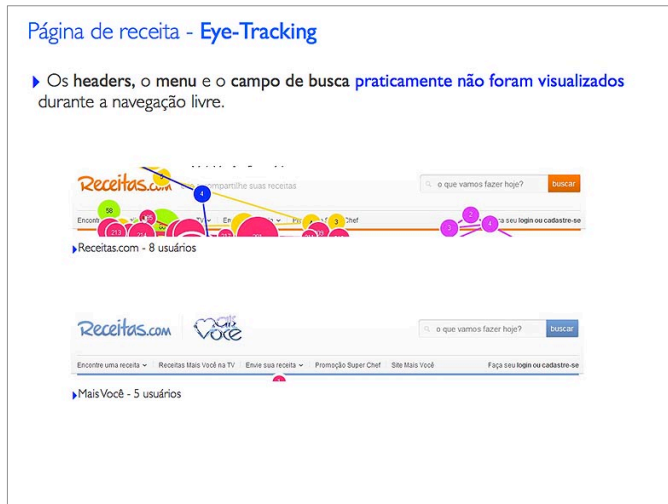 Página de receita - Eye-Tracking
Os headers, o menu e o campo de busca praticamente não foram visualizados
durante a navegação livre.
Receitas.com
compartilhe suas receitas
o que vamos fazer hoje?
buscar
Chef
seu login ou cadastre-se
Receitas.com - 8 usuários
Receitas.com
Mais Você
o que vamos fazer hoje?
buscar
Encontre uma receita Receitas Mais Você na TV Envie sua receita Promoção Super Chef Site Mais Você Faça seu login ou cadastre-se
Mais Você - 5 usuários